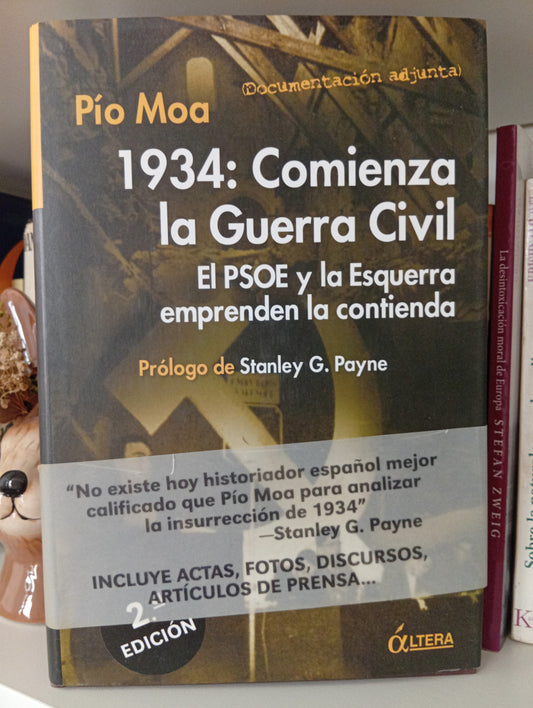 (Documentación adjunta)
Pío Moa
1934: Comienza
la Guerra Civil
El PSOE y la Esquerra
emprenden la contienda
Prólogo de Stanley G. Payne
“No existe hoy historiador español mejor
calificado que Pío Moa para analizar
la insurrección de 1934”
—Stanley G. Payne
INCLUYE ACTAS, FOTOS, DISCURSOS,
ARTÍCULOS DE PRENSA...
2.ª
EDICIÓN
ÁLTERA
La desintoxicación moral de Europa STEFAN ZWEIG